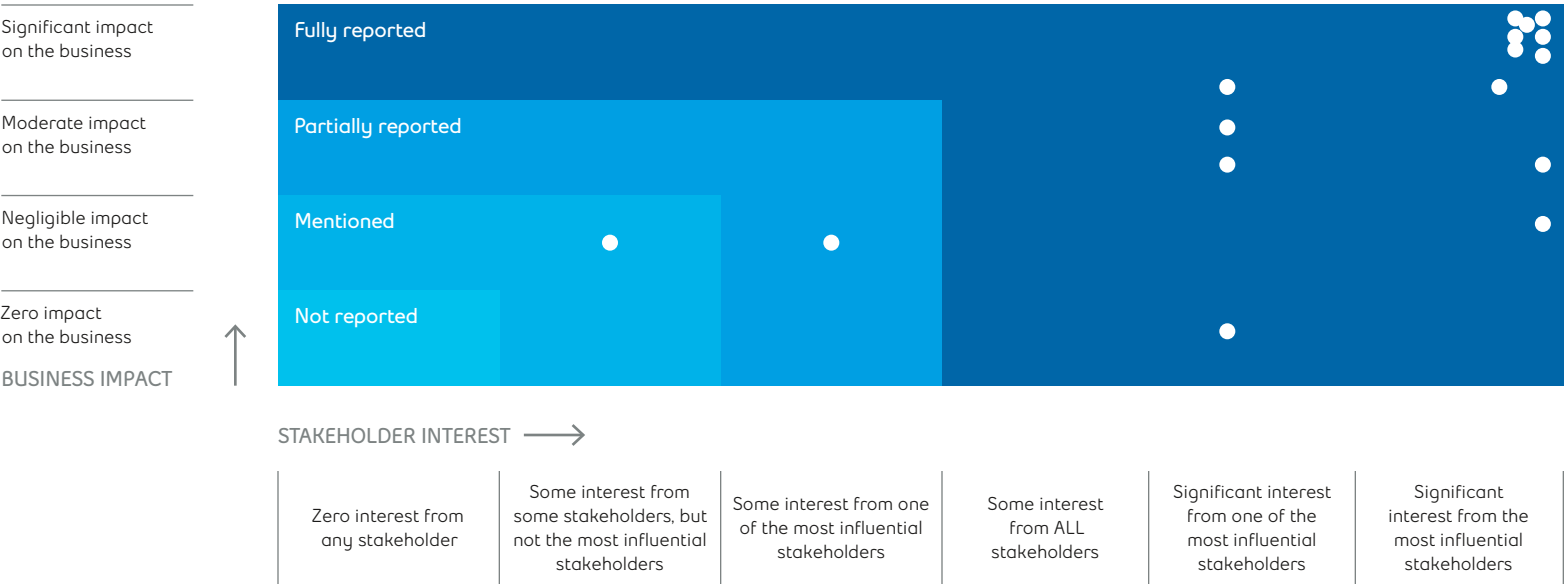 Significant impact
on the business
Fully reported
Moderate impact
on the business
Partially reported
Negligible impact
on the business
Mentioned
Zero impact
on the business
Not reported
BUSINESS IMPACT
STAKEHOLDER INTEREST
Zero interest from
any stakeholder
Some interest from
some stakeholders, but
not the most influential
stakeholders
Some interest from one
of the most influential
stakeholders
Some interest
from ALL
stakeholders
Significant interest
from one of the
most influential
stakeholders
Significant
interest from the
most influential
stakeholders